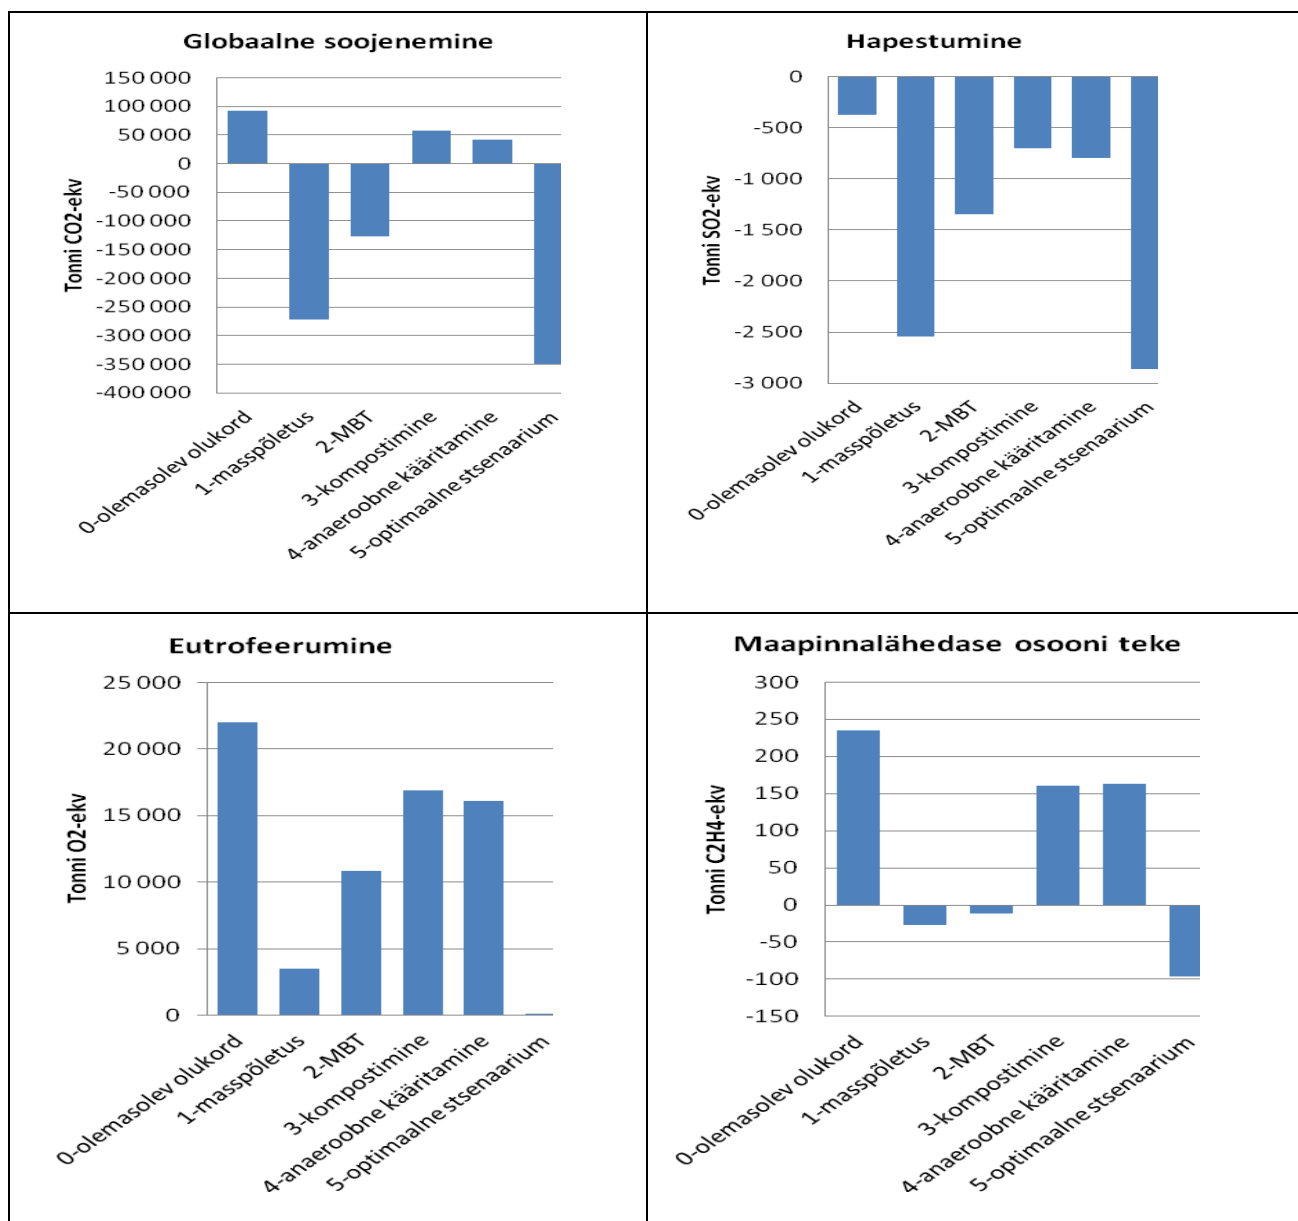 Globaalne soojenemine
Tonni CO2-ekv
150 000
100 000
50 000
0
-50 000
-100 000
-150 000
-200 000
-250 000
-300 000
-350 000
-400 000
0-olemasolev olukord
1-masspõletus
2-MBT
3-kompostimine
4-anaeroobne kääritamine
5-optimaalne stsenaarium
Hapestumine
Tonni SO2-ekv
0
-500
-1 000
-1 500
-2 000
-2 500
-3 000
0-olemasolev olukord
1-masspõletus
2-MBT
3-kompostimine
4-anaeroobne kääritamine
5-optimaalne stsenaarium
Eutrofeerumine
Tonni O2-ekv
25 000
20 000
15 000
10 000
5 000
0
0-olemasolev olukord
1-masspõletus
2-MBT
3-kompostimine
4-anaeroobne kääritamine
5-optimaalne stsenaarium
Maapinnalähedase osooni teke
Tonni C2H4-ekv
300
250
200
150
100
50
0
-50
-100
-150
0-olemasolev olukord
1-masspõletus
2-MBT
3-kompostimine
4-anaeroobne kääritamine
5-optimaalne stsenaarium